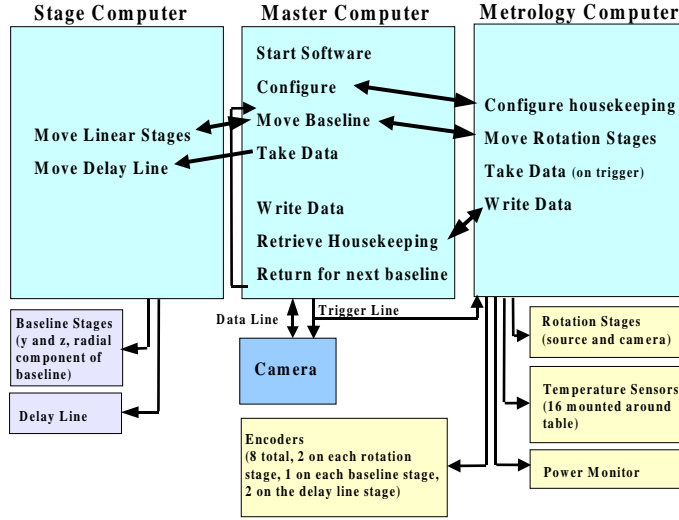 Stage Computer
Master Computer
Metrology Computer
Move Linear Stages
Move Delay Line
Start Software
Configure
Move Baseline
Take Data
Write Data
Retrieve Housekeeping
Return for next baseline
Configure housekeeping
Move Rotation Stages
Take Data (on trigger)
Write Data
Data Line
Trigger Line
Baseline Stages
(y and z, radial
component of
baseline)
Delay Line
Camera
Encoders
(8 total, 2 on each rotation
stage, 1 on each baseline stage,
2 on the delay line stage)
Rotation Stages
(source and camera)
Temperature Sensors
(16 mounted around
table)
Power Monitor